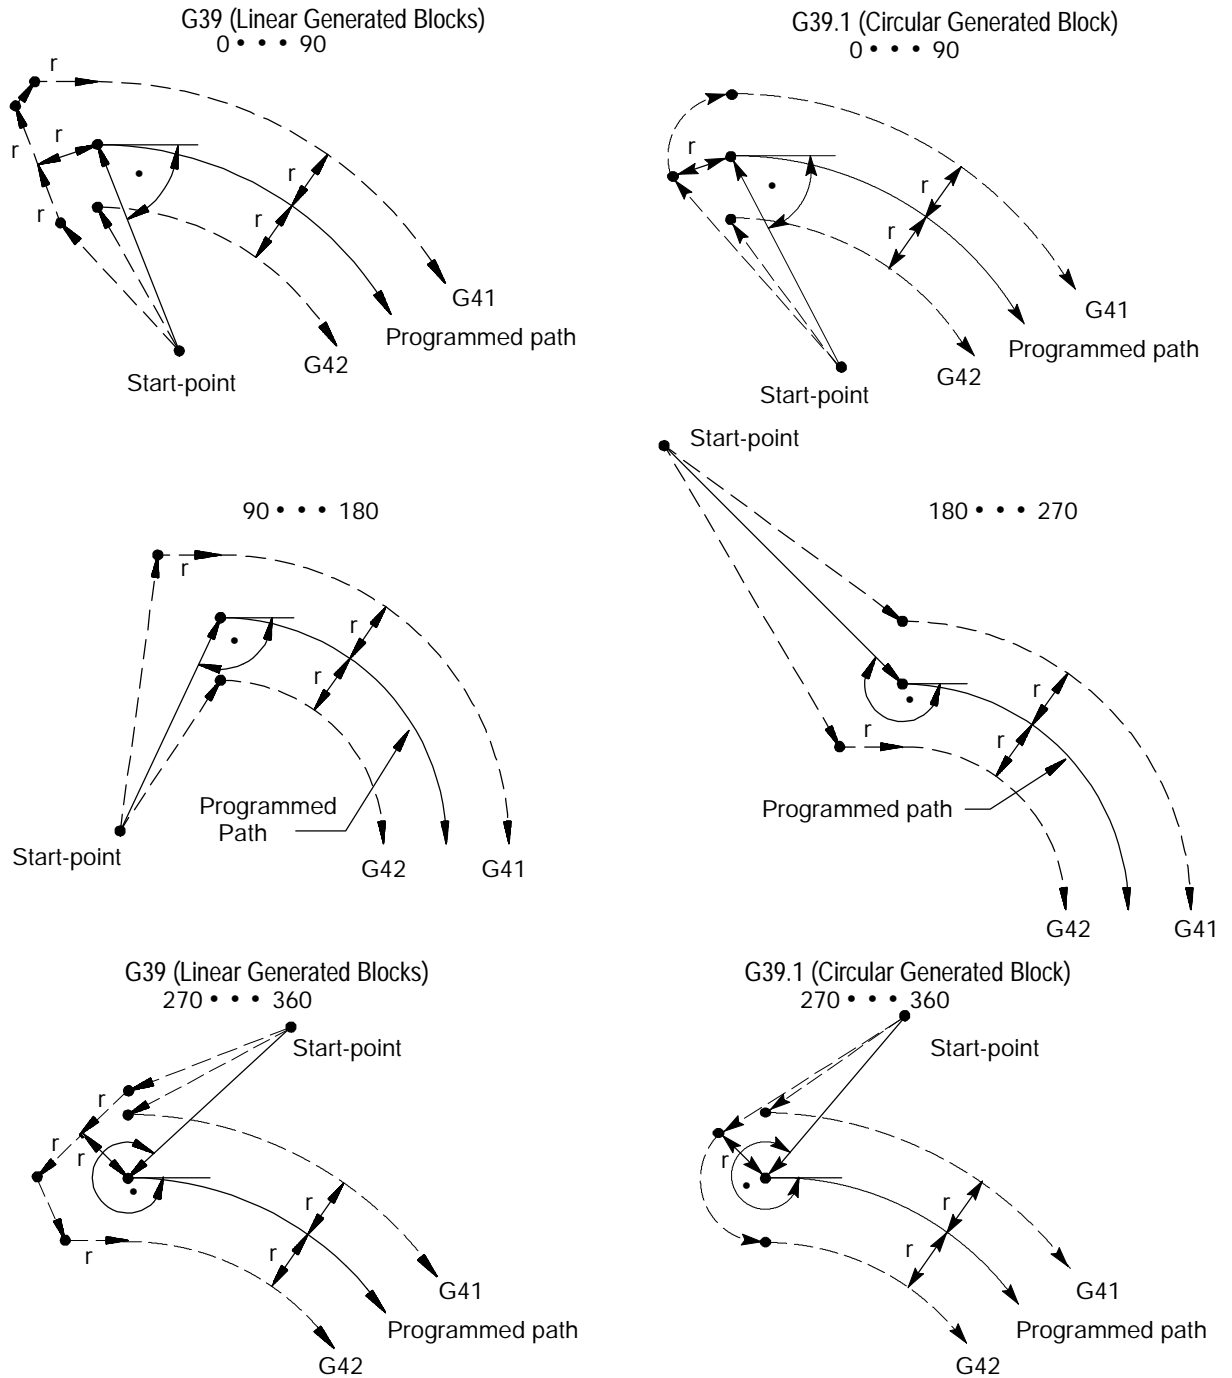 G39 (Linear Generated Blocks)
0 • • • 90
r
r
r
r
r
r
G41
Programmed path
G42
Start-point
G39.1 (Circular Generated Block)
0 • • • 90
r
r
r
G41
Programmed path
G42
Start-point
90 • • • 180
r
r
r
Programmed
Path
Start-point
G42
G41
Start-point
180 • • • 270
r
r
r
Programmed path
G42
G41
G39 (Linear Generated Blocks)
270 • • • 360
Start-point
r
r
r
r
r
r
G41
Programmed path
G42
G39.1 (Circular Generated Block)
270 • • • 360
Start-point
r
r
r
G41
Programmed path
G42